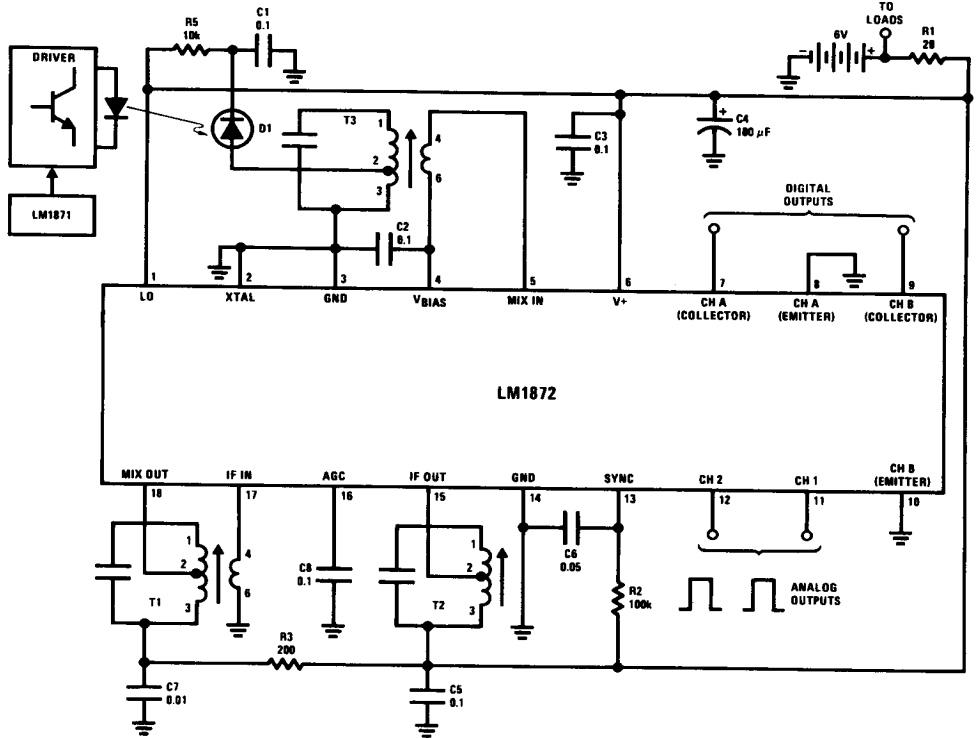 TO
LOADS
C1
0.1
R5
10k
6V
R1
20
-
+
DRIVER
D1
T3
1
2
3
4
6
C3
0.1
+
C4
100 μF
LM1871
C2
0.1
DIGITAL
OUTPUTS
1
2
3
4
5
6
7
8
9
LO
XTAL
GND
VBIAS
MIX IN
V+
CH A
(COLLECTOR)
CH A
(EMITTER)
CH B
(COLLECTOR)
LM1872
MIX OUT
IF IN
AGC
IF OUT
GND
SYNC
CH 2
CH 1
CH B
(EMITTER)
18
17
16
15
14
13
12
11
10
1
2
3
4
6
T1
C8
0.1
1
2
3
T2
C6
0.05
R2
100k
ANALOG
OUTPUTS
R3
200
C7
0.01
C5
0.1